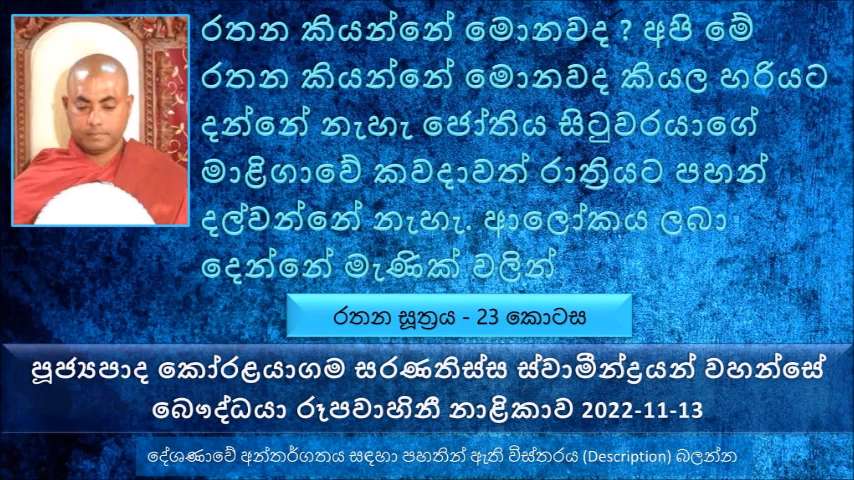 රතන කියන්නේ මොනවද ? අපි මේ
රතන කියන්නේ මොනවද කියල හරියට
දන්නේ නැහැ ජෝතිය සිටුවරයාගේ
මාළිගාවේ කවදාවත් රාත්‍රියට පහන්
දල්වන්නේ නැහැ. ආලෝකය ලබා
දෙන්නේ මැණික් වලින්
රතන සූත්‍රය - 23 කොටස
පූජ්‍යපාද කෝරළයාගම සරණතිස්ස ස්වාමීන්ද්‍රයන් වහන්සේ
බෞද්ධයා රූපවාහිනී නාළිකාව 2022-11-13
දේශණාවේ අන්තර්ගතය සඳහා පහතින් ඇති විස්තරය (Description) බලන්න